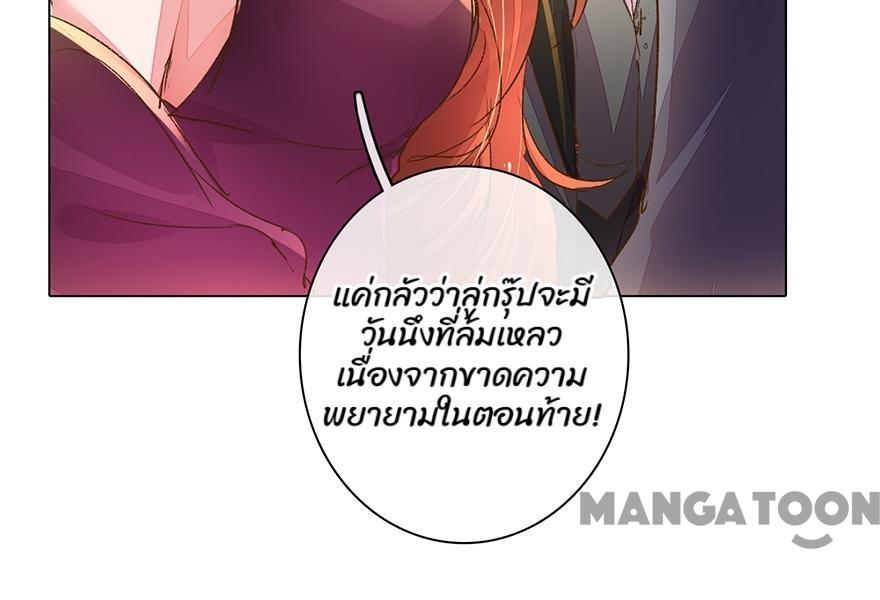 แค่กลัวว่าลู่กรุ๊ปจะมี
วันนึงที่ล้มเหลว
เนื่องจากขาดความ
พยายามในตอนท้าย!
MANGATOON